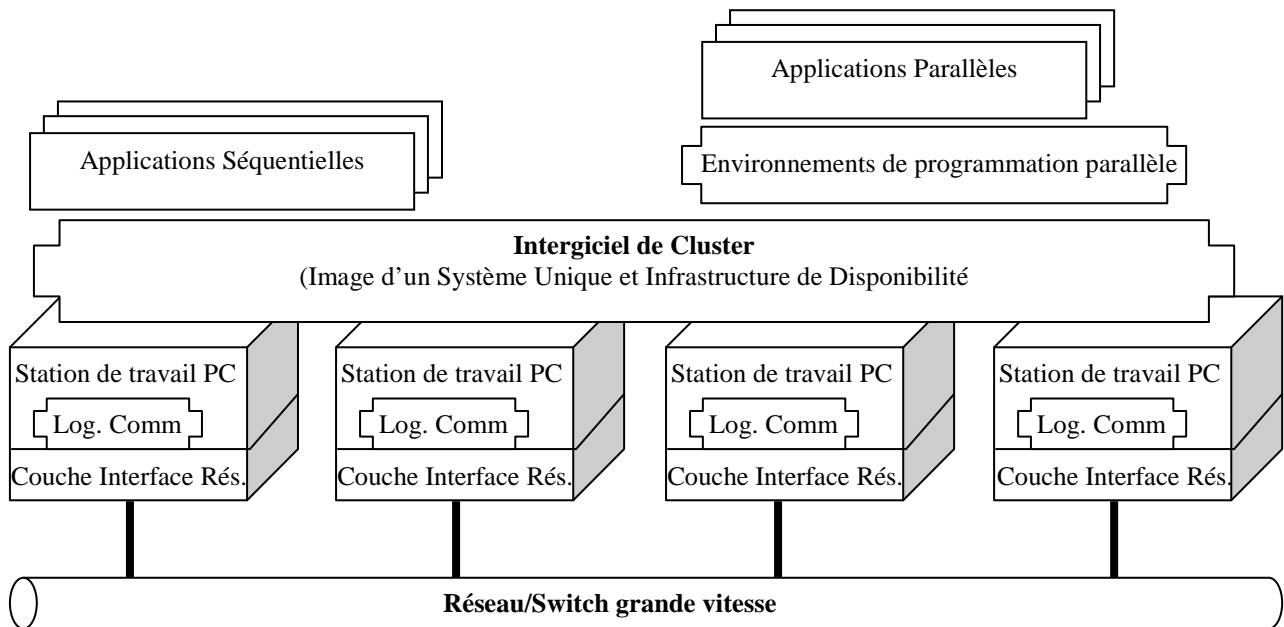 Applications Parallèles
Applications Séquentielles
Environnements de programmation parallèle
Intergiciel de Cluster
(Image d’un Système Unique et Infrastructure de Disponibilité
Station de travail PC
Log. Comm
Couche Interface Rés.
Station de travail PC
Log. Comm
Couche Interface Rés.
Station de travail PC
Log. Comm
Couche Interface Rés.
Station de travail PC
Log. Comm
Couche Interface Rés.
Réseau/Switch grande vitesse